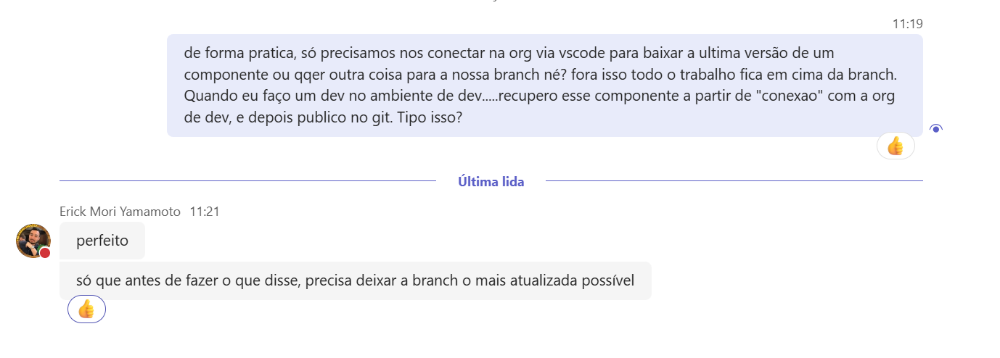 11:19
de forma pratica, só precisamos nos conectar na org via vscode para baixar a ultima versão de um
componente ou qqer outra coisa para a nossa branch né? fora isso todo o trabalho fica em cima da branch.
Quando eu faço um dev no ambiente de dev.....recupero esse componente a partir de "conexao" com a org
de dev, e depois publico no git. Tipo isso?
Última lida
Erick Mori Yamamoto 11:21
perfeito
só que antes de fazer o que disse, precisa deixar a branch o mais atualizada possível